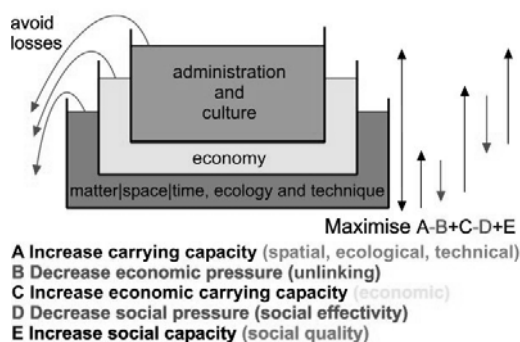 avoid
losses
administration
and
culture
economy
matter|space|time, ecology and technique
Maximise A-B+C-D+E
A Increase carrying capacity (spatial, ecological, technical)
B Decrease economic pressure (unlinking)
C Increase economic carrying capacity (economic)
D Decrease social pressure (social effectivity)
E Increase social capacity (social quality)